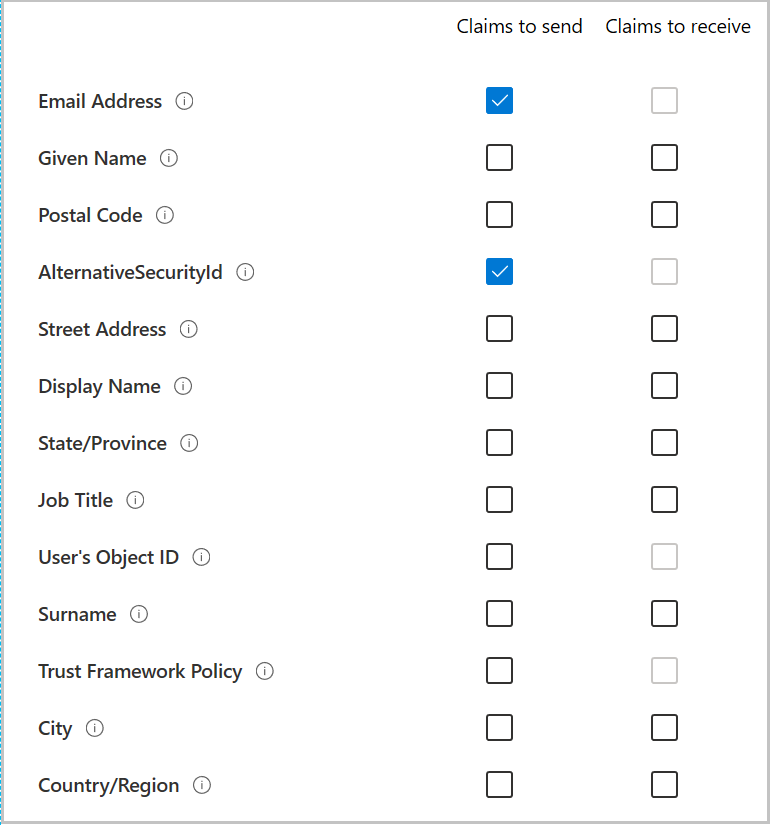 Claims to send Claims to receive
Email Address
Given Name
Postal Code
AlternativeSecurityId
Street Address
Display Name
State/Province
Job Title
User's Object ID
Surname
Trust Framework Policy
City
Country/Region